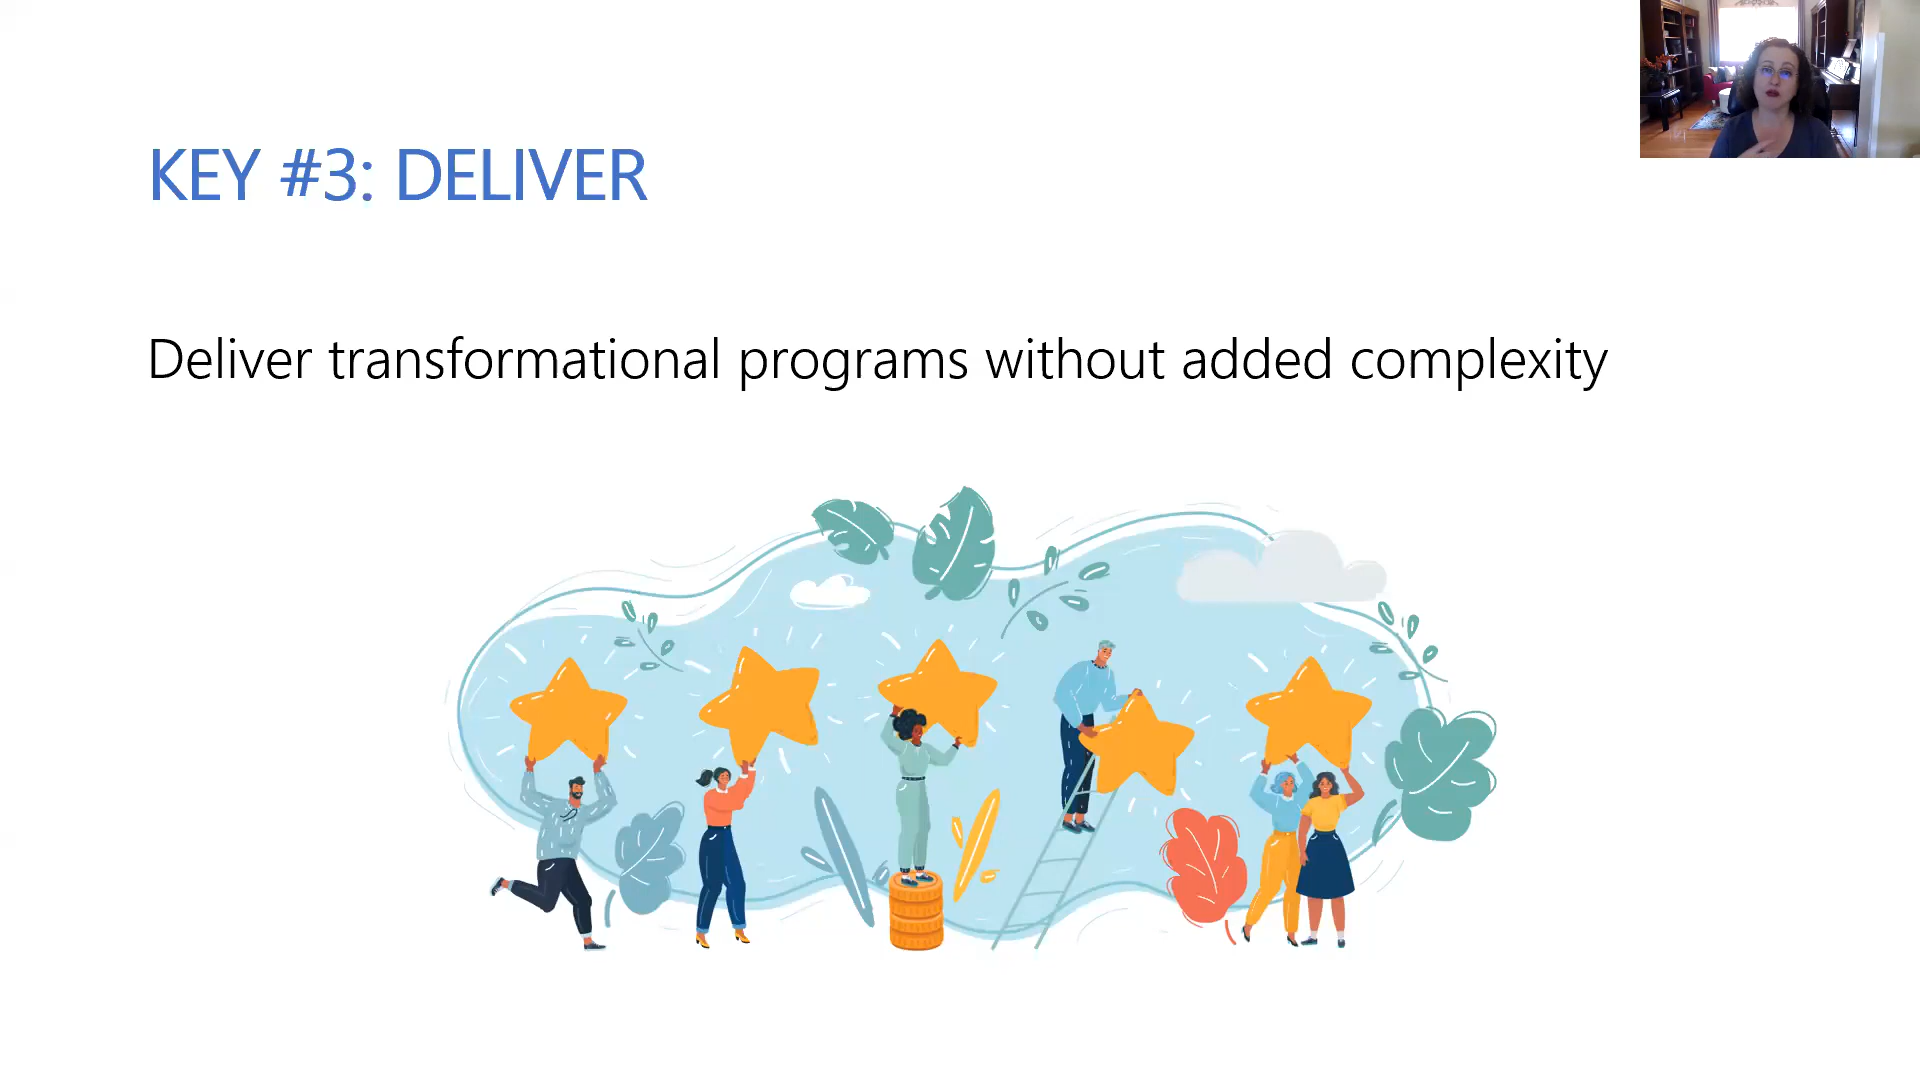 KEY #3: DELIVER
Deliver transformational programs without added complexity